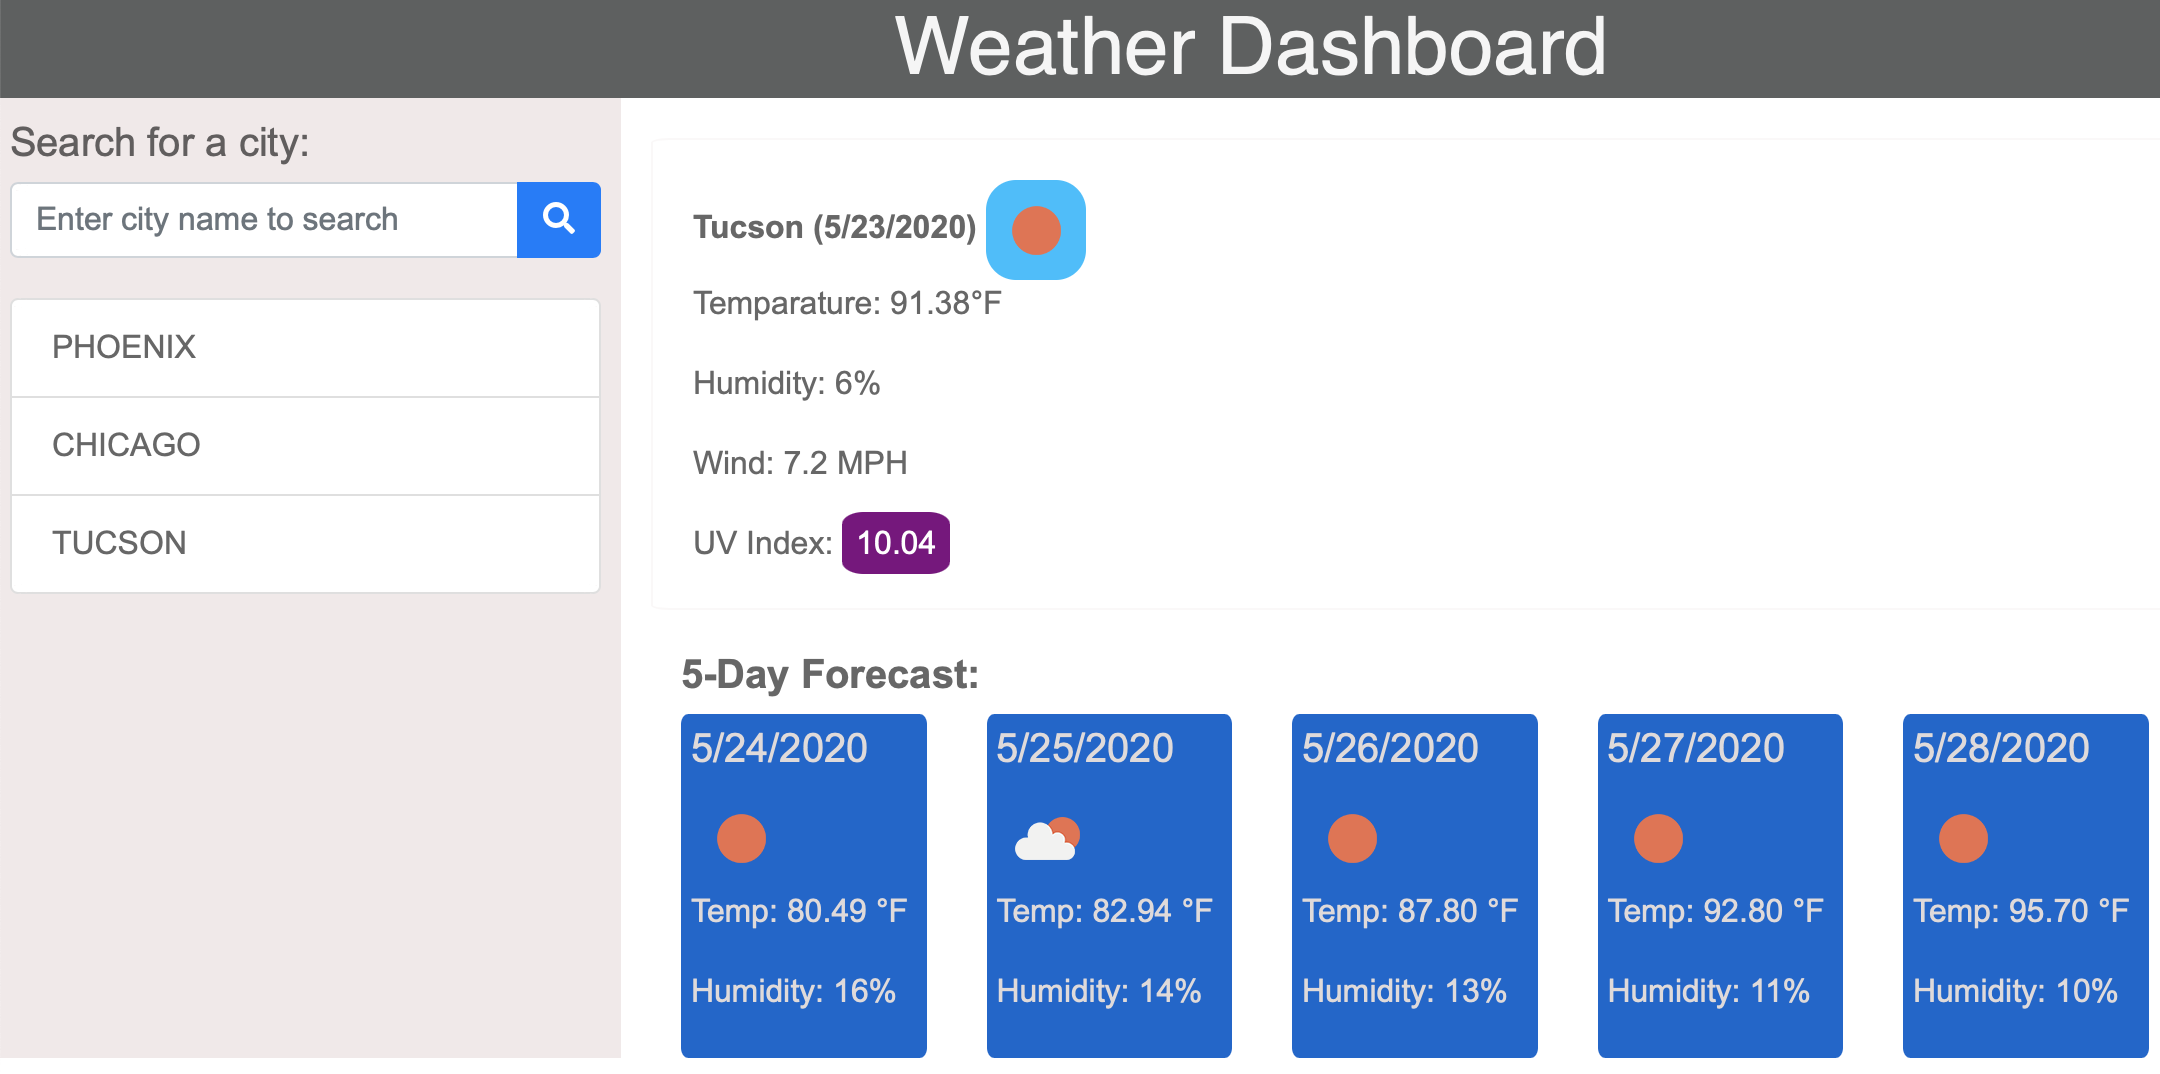 Weather Dashboard
Search for a city:
Enter city name to search
PHOENIX
CHICAGO
TUCSON
Tucson (5/23/2020)
Temparature: 91.38°F
Humidity: 6%
Wind: 7.2 MPH
UV Index: 10.04
5-Day Forecast:
5/24/2020
Temp: 80.49 °F
Humidity: 16%
5/25/2020
Temp: 82.94 °F
Humidity: 14%
5/26/2020
Temp: 87.80 °F
Humidity: 13%
5/27/2020
Temp: 92.80 °F
Humidity: 11%
5/28/2020
Temp: 95.70 °F
Humidity: 10%